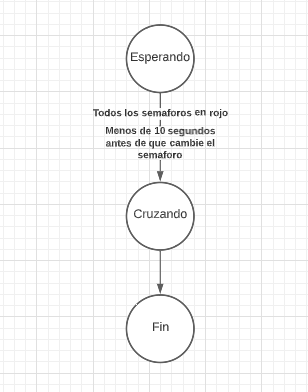 Esperando
Todos los semaforos en rojo
Menos de 10 segundos
antes de que cambie el
semaforo
Cruzando
Fin